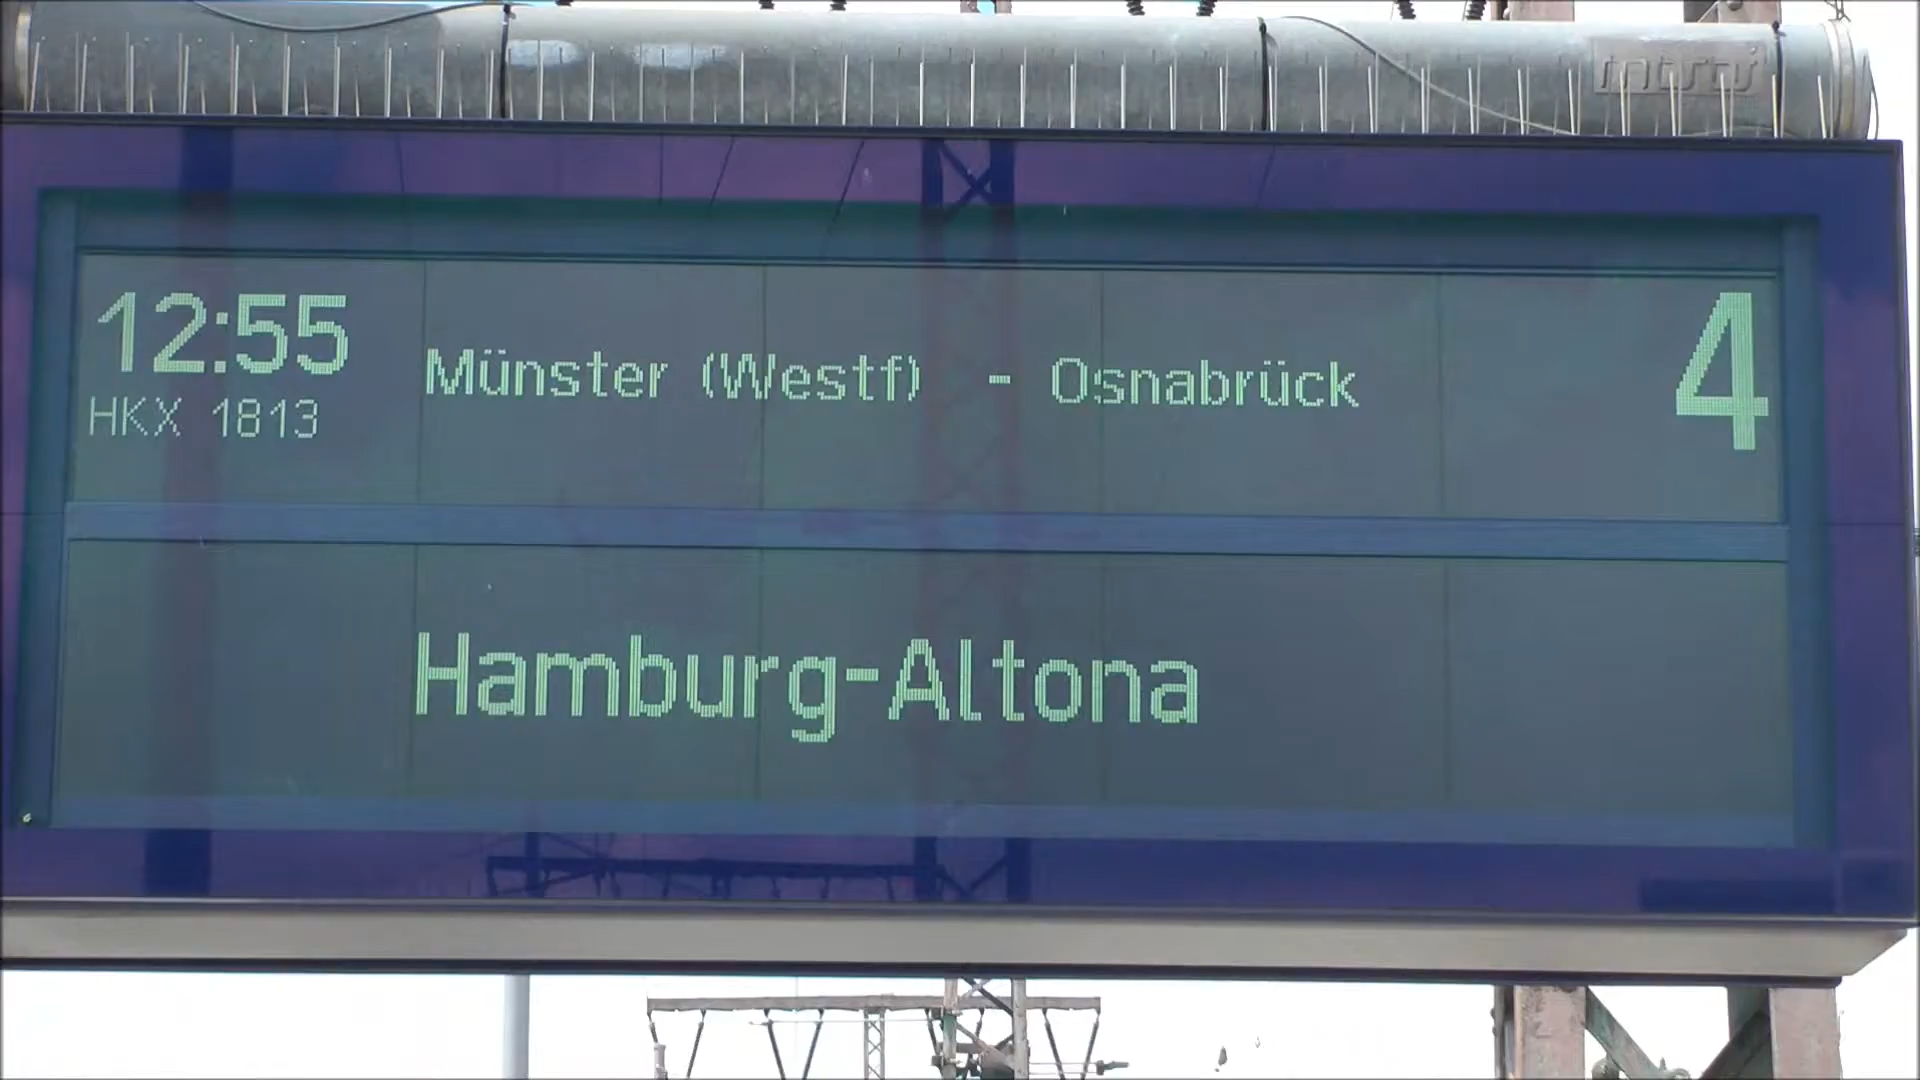 12:55
HKX 1813
Münster (Westf) - Osnabrück
4
Hamburg-Altona